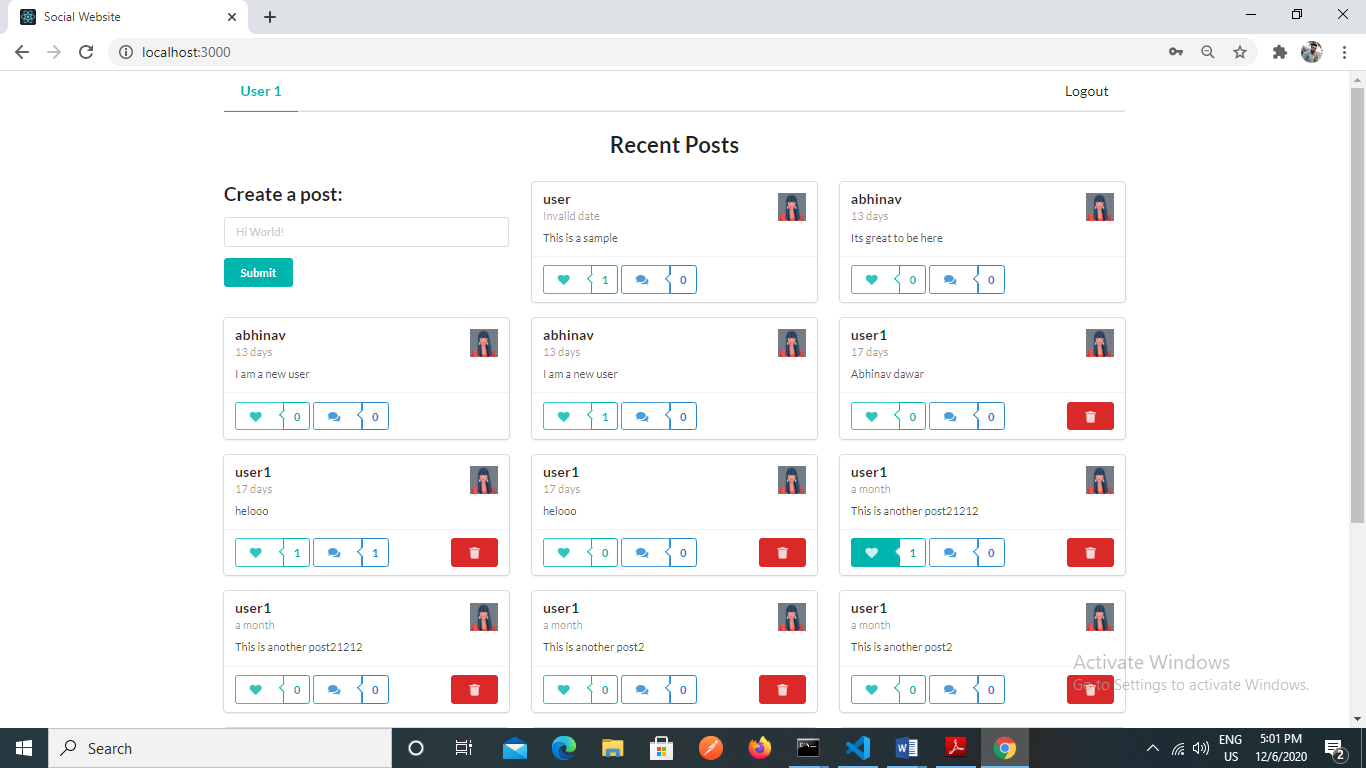 Social Website
localhost:3000
User 1
Logout
Recent Posts
Create a post:
Hi World!
Submit
user
Invalid date
This is a sample
1
0
abhinav
13 days
Its great to be here
0
0
abhinav
13 days
I am a new user
0
0
abhinav
13 days
I am a new user
1
0
user1
17 days
Abhinav dawar
0
0
user1
17 days
helooo
1
1
user1
17 days
helooo
0
0
user1
a month
This is another post21212
1
0
user1
a month
This is another post21212
0
0
user1
a month
This is another post2
0
0
user1
a month
This is another post2
0
0
Activate Windows
Go to Settings to activate Windows.
Search
ENG
US
5:01 PM
12/6/2020
2